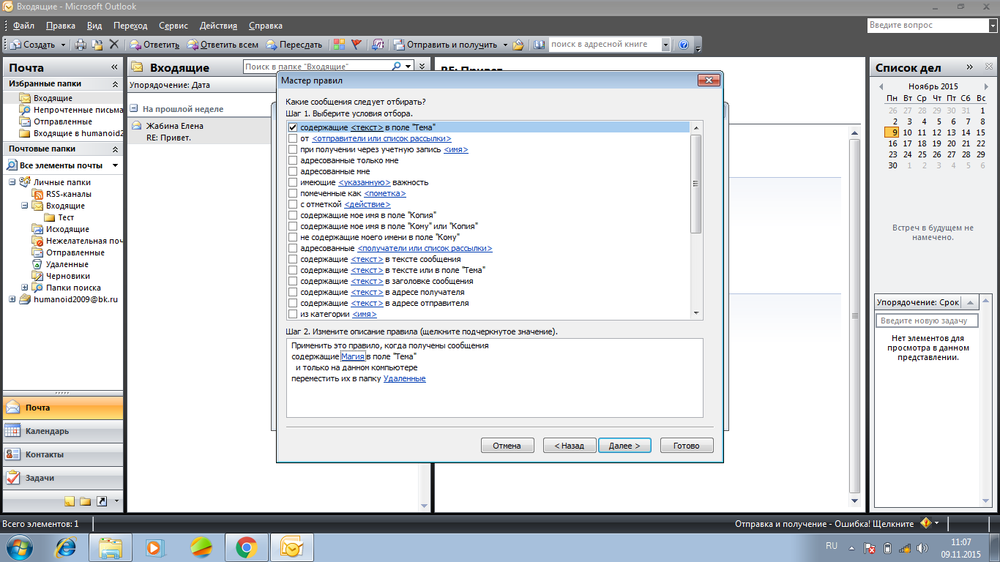 Входящие - Microsoft Outlook
Файл Правка Вид Переход Сервис Действия Справка
Введите вопрос
Создать Ответить Ответить всем Переслать Отправить и получить поиск в адресной книге
Почта «
Избранные папки
Входящие
Непрочтенные письма
Отправленные
Входящие в humanoid2
Почтовые папки
Все элементы почты
Личные папки
RSS-каналы
Входящие
Тест
Исходящие
Нежелательная поч
Отправленные
Удаленные
Черновики
Папки поиска
humanoid2009@bk.ru
Почта
Календарь
Контакты
Задачи
Входящие
Поиск в папке "Входящие"
Упорядочение: Дата
На прошлой неделе
Жабина Елена
RE: Привет.
RE: Привет
Мастер правил
Какие сообщения следует отбирать?
Шаг 1. Выберите условия отбора.
содержащие <текст> в поле "Тема"
от <отправители или список рассылки>
при получении через учетную запись <имя>
адресованные только мне
адресованные мне
имеющие <указанную> важность
помеченные как <пометка>
с отметкой <действие>
содержащие мое имя в поле "Копия"
содержащие мое имя в поле "Кому" или "Копия"
не содержащие моего имени в поле "Кому"
адресованные <получатели или список рассылки>
содержащие <текст> в тексте сообщения
содержащие <текст> в тексте или в поле "Тема"
содержащие <текст> в заголовке сообщения
содержащие <текст> в адресе получателя
содержащие <текст> в адресе отправителя
из категории <имя>
Шаг 2. Измените описание правила (щелкните подчеркнутое значение).
Применить это правило, когда получены сообщения
содержащие Магия в поле "Тема"
и только на данном компьютере
переместить их в папку Удаленные
Отмена < Назад Далее > Готово
Список дел »
Ноябрь 2015
Пн Вт Ср Чг Пт Сб Вс
26 27 28 29 30 31 1
2 3 4 5 6 7 8
9 10 11 12 13 14 15
16 17 18 19 20 21 22
23 24 25 26 27 28 29
30 1 2 3 4 5 6
Встреч в будущем не
намечено.
Упорядочение: Срок
Введите новую задачу
Нет элементов для
просмотра в данном
представлении.
Всего элементов: 1
Отправка и получение - Ошибка! Щелкните
RU
11:07
09.11.2015